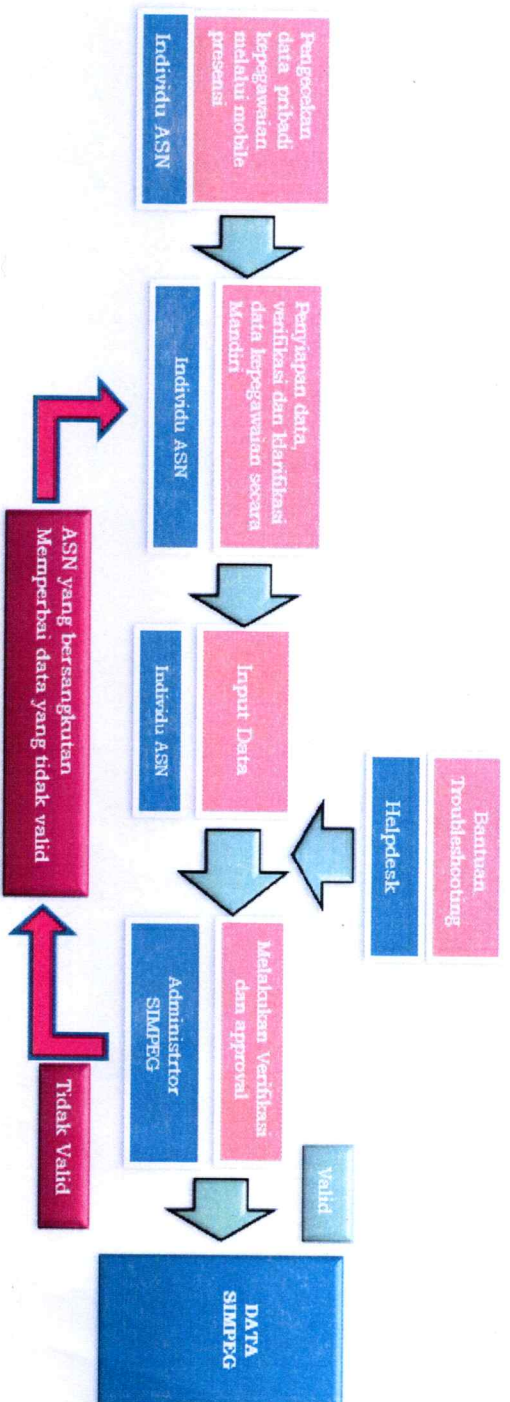 Pengecekan
data pribadi
kepegawaian
melalui mobile
presensi
Individu ASN
Penyiapan data,
verifikasi dan klarifikasi
data kepegawaian secara
Mandiri
Individu ASN
Input Data
Individu ASN
Bantuan
Troubleshooting
Helpdesk
Melakukan Verifikasi
dan approval
Administrtor
SIMPEG
Valid
DATA
SIMPEG
Tidak Valid
ASN yang bersangkutan
Memperbai data yang tidak valid